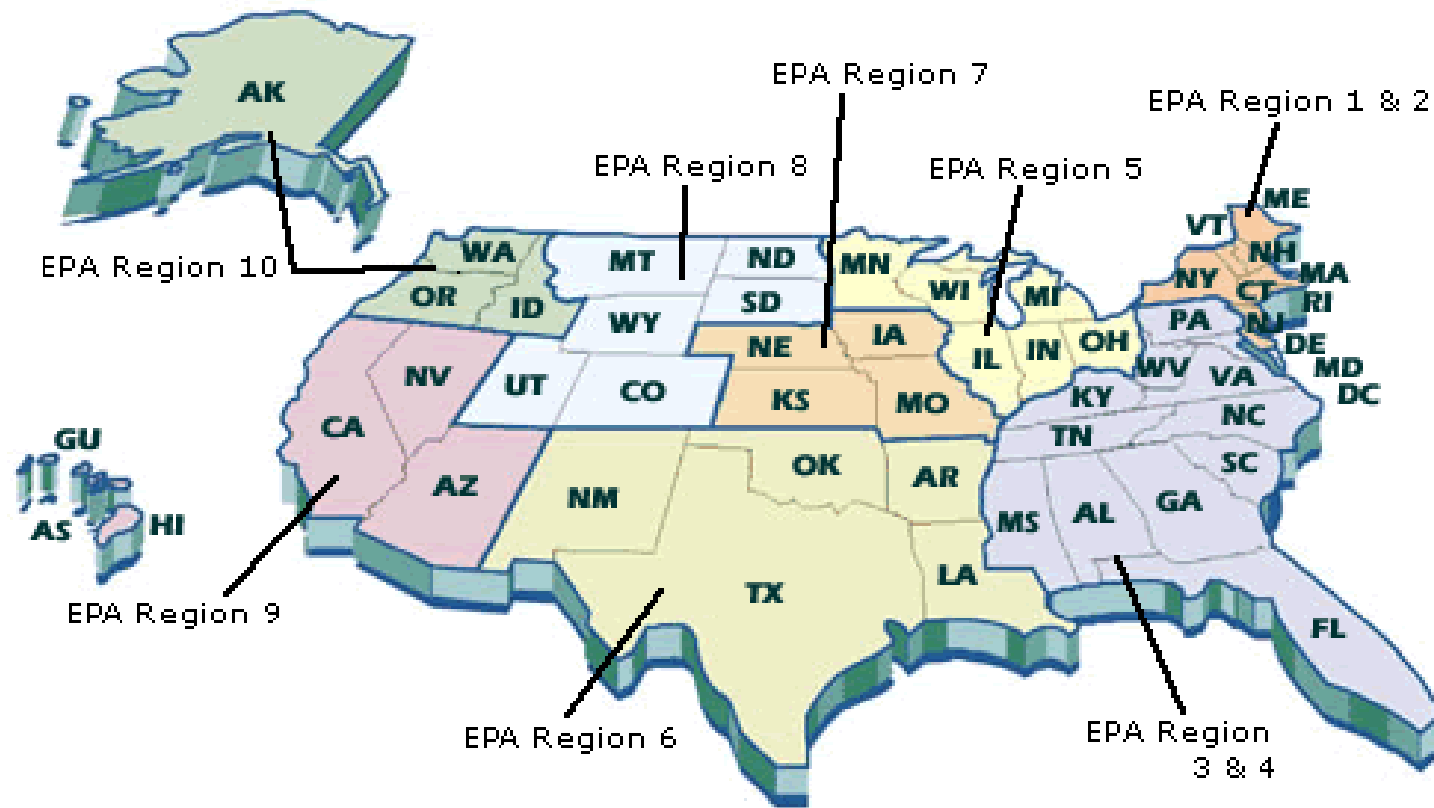 EPA Region 7
EPA Region 1 & 2
AK
EPA Region 8
EPA Region 5
ME
VT
WA
MT
ND
MN
NH
EPA Region 10
WI
MI
NY
MA
OR
ID
SD
CT
RI
WY
PA
NJ
NE
IA
OH
DE
IL
IN
NV
UT
CO
WV
VA
MD
KS
MO
KY
DC
CA
NC
GU
TN
OK
SC
AZ
NM
AR
GA
AS
HI
MS
AL
LA
TX
EPA Region 9
FL
EPA Region 6
EPA Region
3 & 4